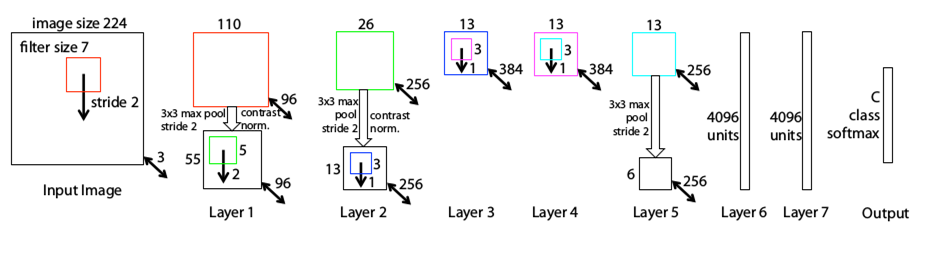 image size 224
filter size 7
stride 2
3
Input Image
110
96
3x3 max pool
stride 2
contrast
norm.
55
5
2
96
Layer 1
26
256
3x3 max
pool
stride 2
contrast
norm.
13
3
1
256
Layer 2
13
3
1
384
Layer 3
13
3
1
384
Layer 4
13
256
3x3 max
pool
stride 2
6
256
Layer 5
4096
units
Layer 6
4096
units
Layer 7
C
class
softmax
Output